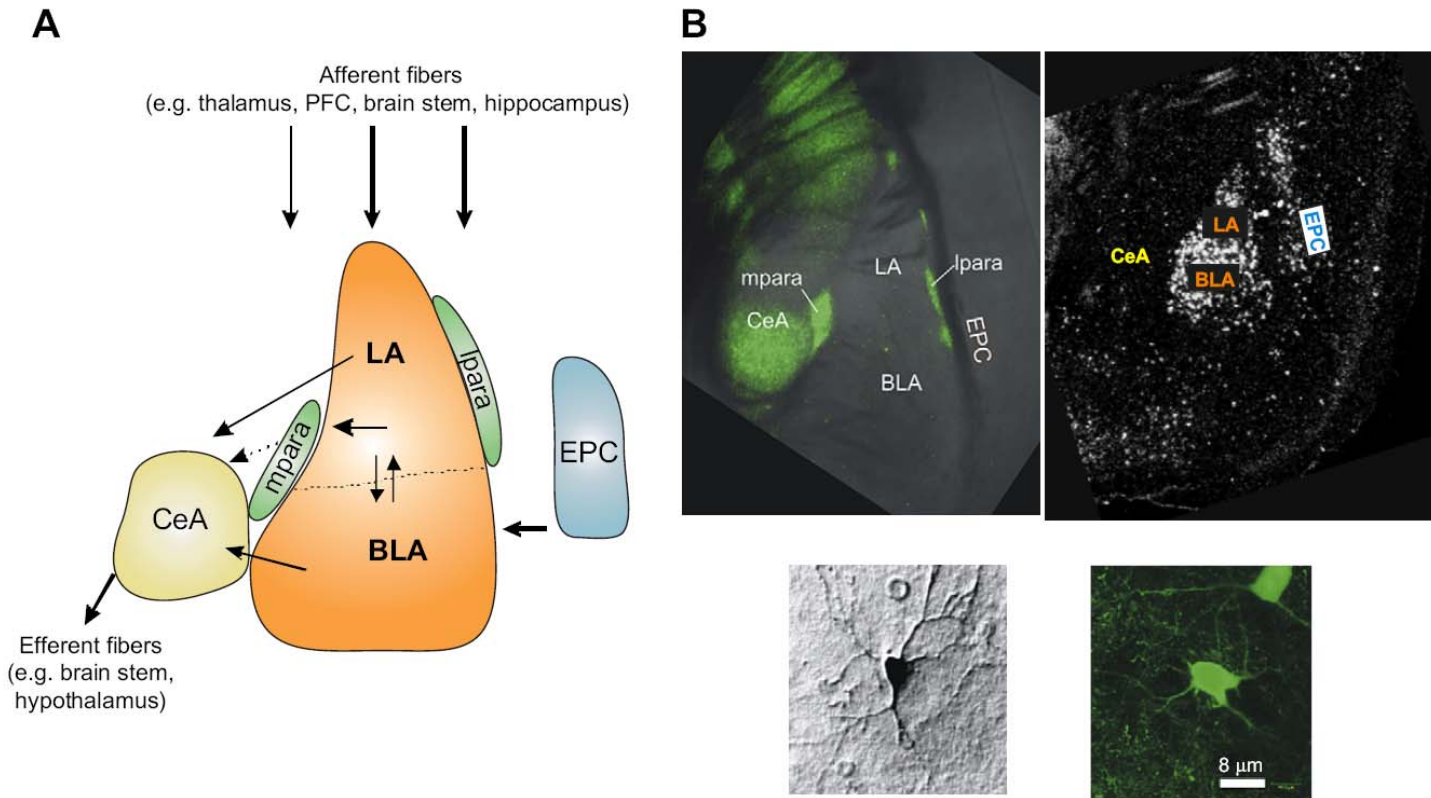 A
Afferent fibers
(e.g. thalamus, PFC, brain stem, hippocampus)
LA
lpara
mpara
EPC
CeA
BLA
Efferent fibers
(e.g. brain stem,
hypothalamus)
B
LA
lpara
mpara
CeA
EPC
BLA
LA
EPC
CeA
BLA
8 µm